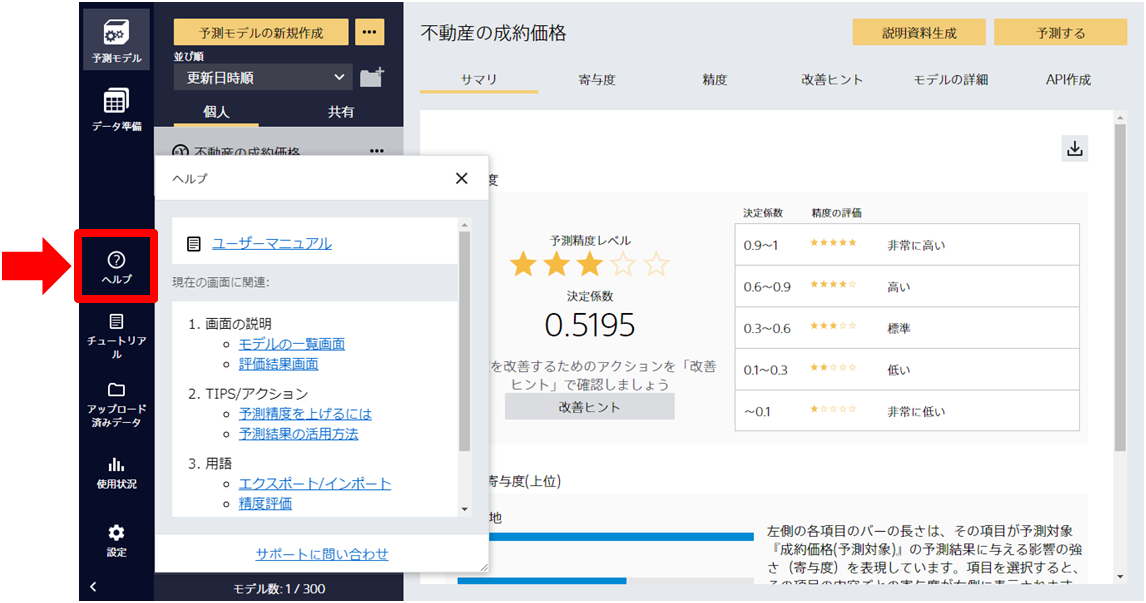 予測モデル
データ準備
ヘルプ
チュートリアル
アップロード済みデータ
使用状況
設定
予測モデルの新規作成
•••
並び順
更新日時順
個人
共有
不動産の成約価格
•••
ヘルプ
ユーザーマニュアル
現在の画面に関連:
1. 画面の説明
モデルの一覧画面
評価結果画面
2. TIPS/アクション
予測精度を上げるには
予測結果の活用方法
3. 用語
エクスポート/インポート
精度評価
サポートに問い合わせ
モデル数: 1 / 300
不動産の成約価格
説明資料生成
予測する
サマリ
寄与度
精度
改善ヒント
モデルの詳細
API作成
度
予測精度レベル
★★★☆☆
決定係数
0.5195
を改善するためのアクションを「改善
ヒント」で確認しましょう
改善ヒント
決定係数 精度の評価
0.9~1 ★★★★★ 非常に高い
0.6~0.9 ★★★★☆ 高い
0.3~0.6 ★★★☆☆ 標準
0.1~0.3 ★★☆☆☆ 低い
~0.1 ★☆☆☆☆ 非常に低い
寄与度(上位)
地
左側の各項目のバーの長さは、その項目が予測対象
『成約価格(予測対象)』の予測結果に与える影響の強
さ（寄与度）を表現しています。項目を選択すると、